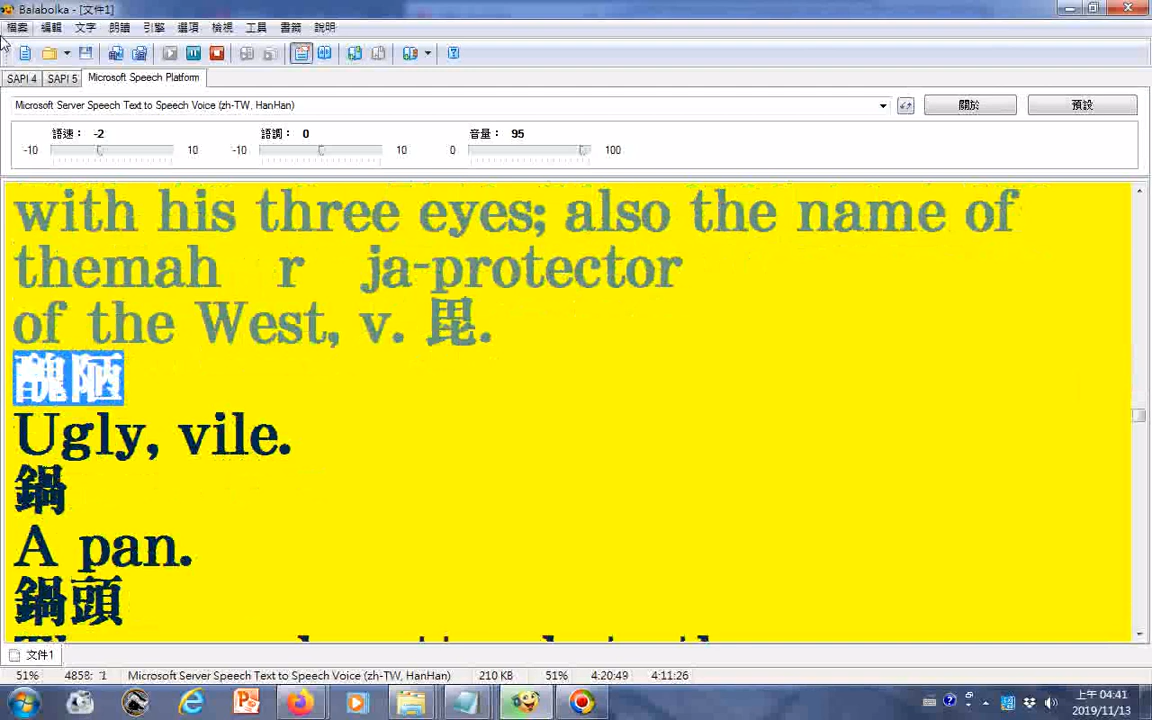 Balabolka - [文件1]
檔案 編輯 文字 朗讀 引擎 選項 檢視 工具 書籤 說明
SAPI 4 SAPI 5 Microsoft Speech Platform
Microsoft Server Speech Text to Speech Voice (zh-TW, HanHan) 關於 預設
語速： -2 語調： 0 音量： 95
-10 10 -10 10 0 100
with his three eyes; also the name of
themah r ja-protector
of the West, v. 毘.
醜陋
Ugly, vile.
鍋
A pan.
鍋頭
文件1
51% 4858: 1 Microsoft Server Speech Text to Speech Voice (zh-TW, HanHan) 210 KB 51% 4:20:49 4:11:26
上午 04:41
2019/11/13